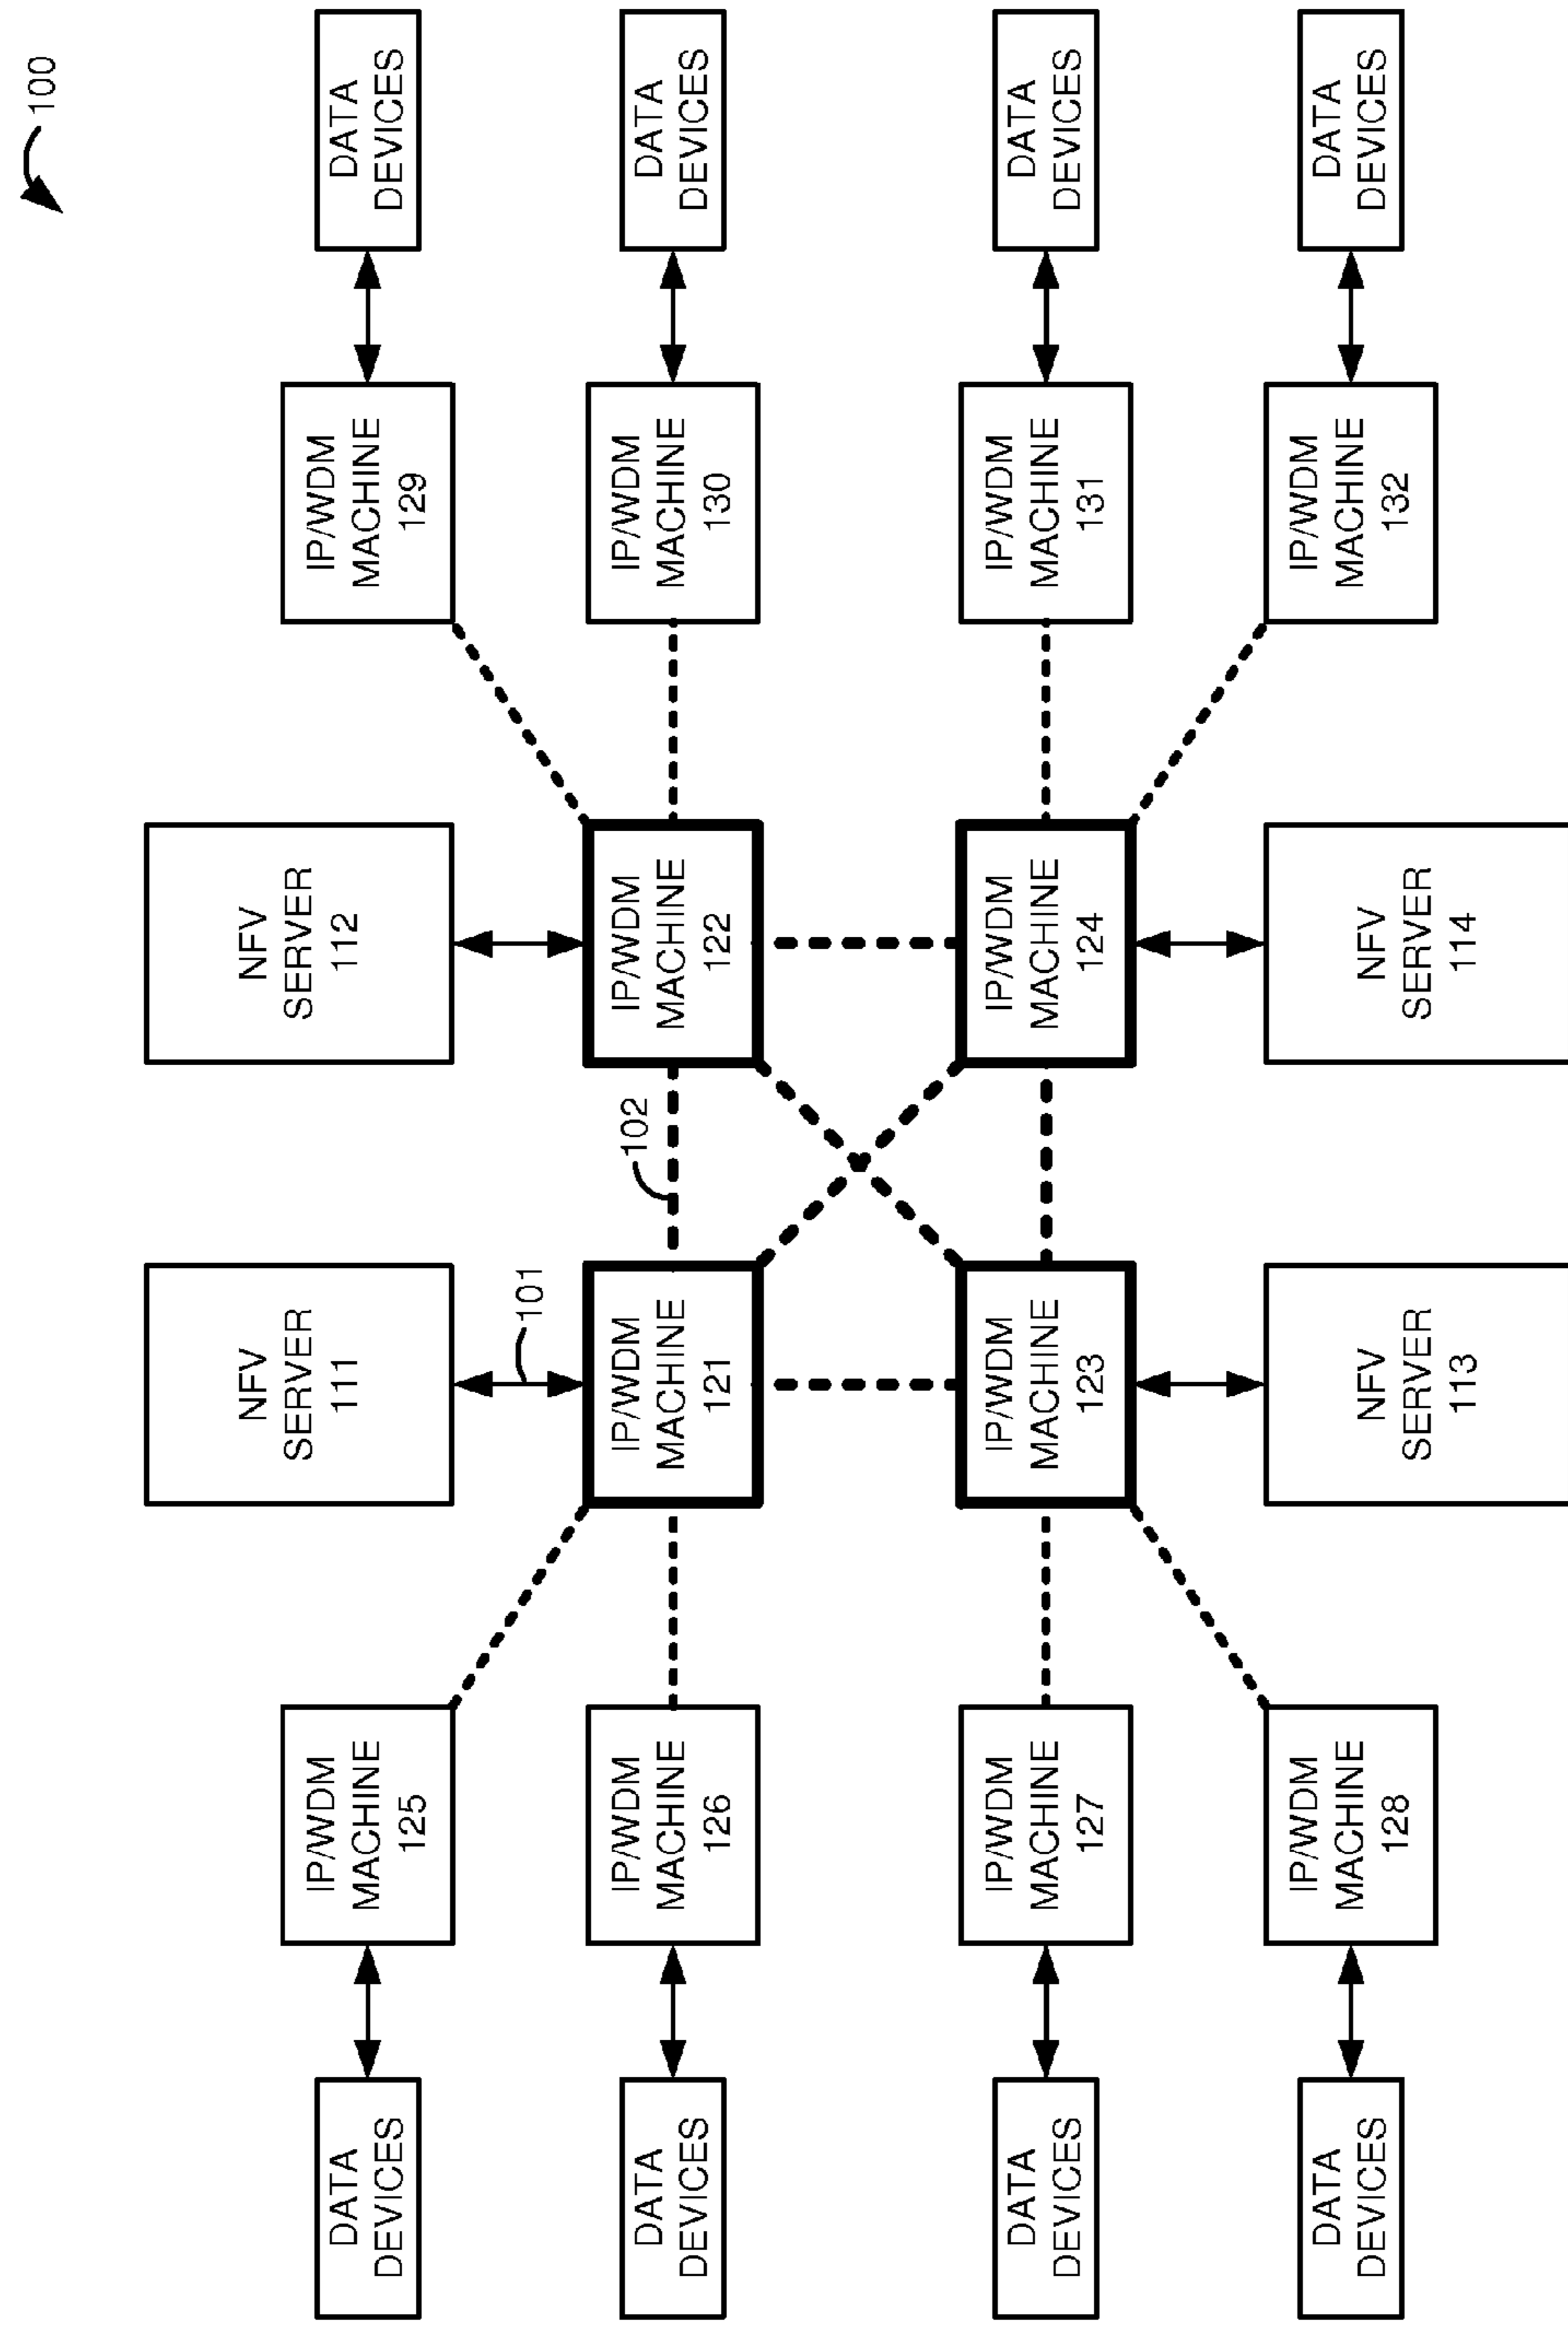 100
NFV
SERVER
111
NFV
SERVER
112
DATA
DEVICES
IP/WDM
MACHINE
125
IP/WDM
MACHINE
129
DATA
DEVICES
101
102
DATA
DEVICES
IP/WDM
MACHINE
126
IP/WDM
MACHINE
121
IP/WDM
MACHINE
122
IP/WDM
MACHINE
130
DATA
DEVICES
DATA
DEVICES
IP/WDM
MACHINE
127
IP/WDM
MACHINE
123
IP/WDM
MACHINE
124
IP/WDM
MACHINE
131
DATA
DEVICES
DATA
DEVICES
IP/WDM
MACHINE
128
NFV
SERVER
113
NFV
SERVER
114
IP/WDM
MACHINE
132
DATA
DEVICES